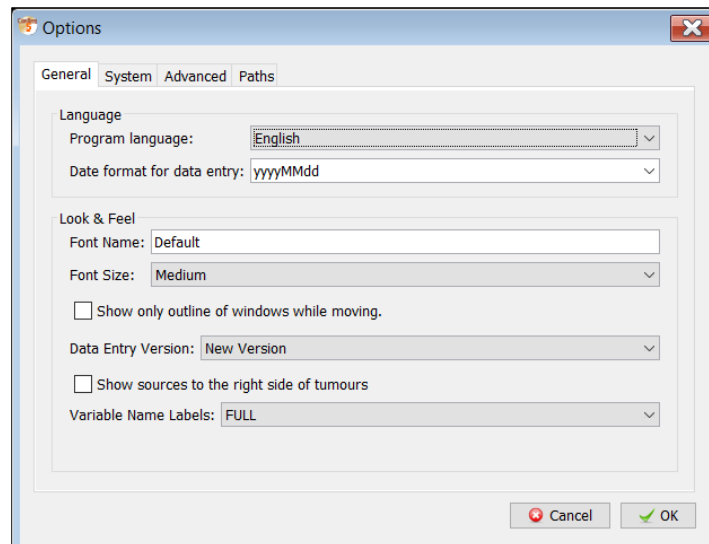 Options
General System Advanced Paths
Language
Program language: English
Date format for data entry: yyyyMMdd
Look & Feel
Font Name: Default
Font Size: Medium
Show only outline of windows while moving.
Data Entry Version: New Version
Show sources to the right side of tumours
Variable Name Labels: FULL
Cancel OK